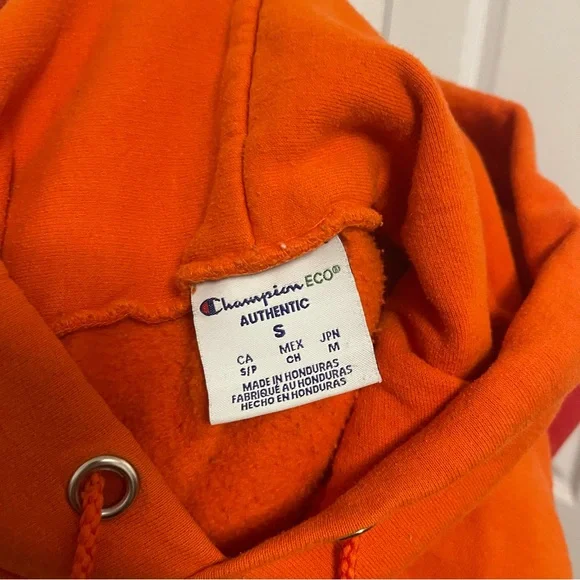 Champion ECO®
AUTHENTIC
S
CA MEX JPN
S/P CH M
MADE IN HONDURAS
FABRIQUÉ AU HONDURAS
HECHO EN HONDURAS